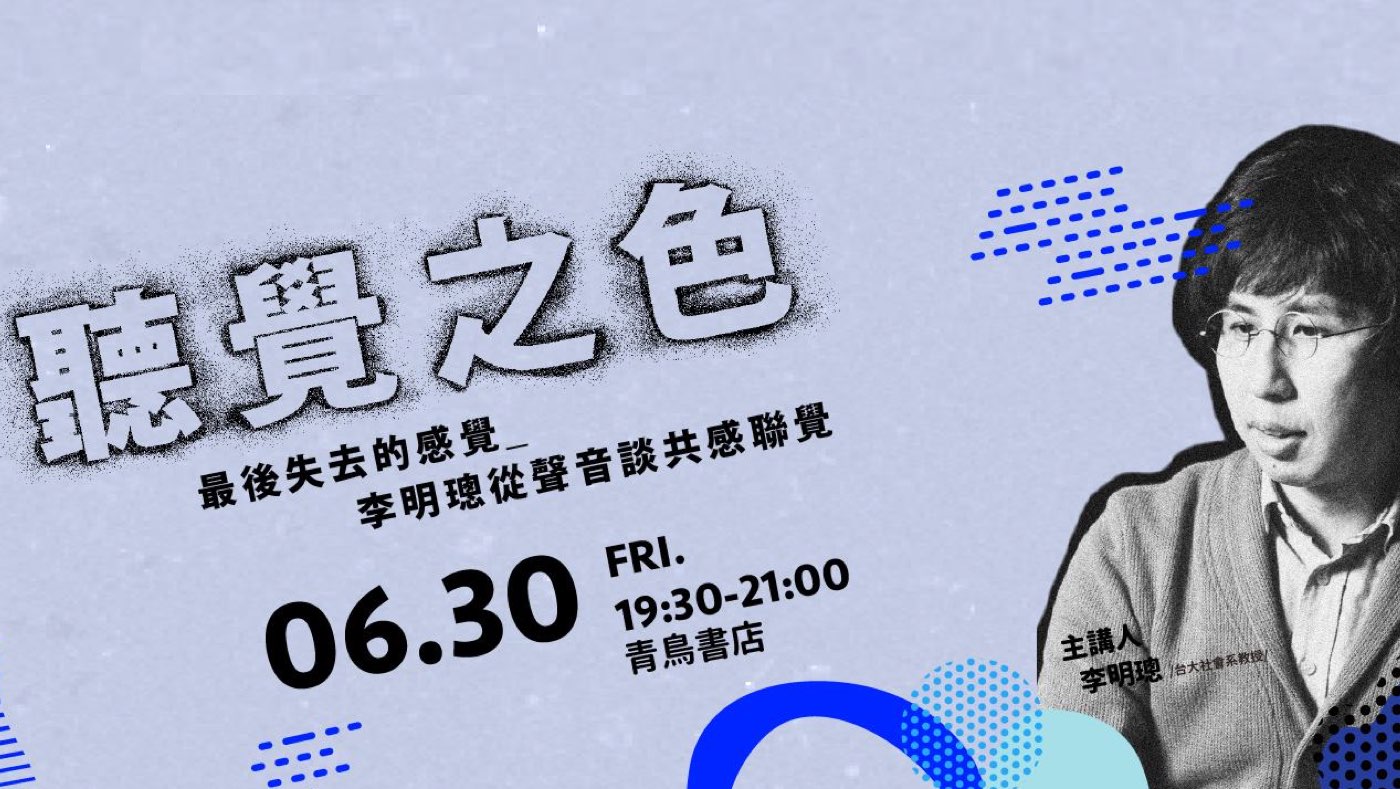 聽覺之色
最後失去的感覺_
李明璁從聲音談共感聯覺
06.30
FRI.
19:30-21:00
青鳥書店
主講人
李明璁 /台大社會系教授/